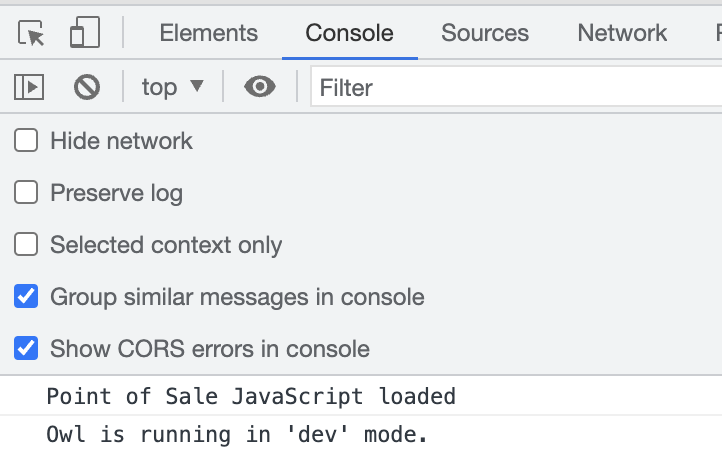 Elements Console Sources Network
top ▼ Filter
Hide network
Preserve log
Selected context only
Group similar messages in console
Show CORS errors in console
Point of Sale JavaScript loaded
Owl is running in 'dev' mode.